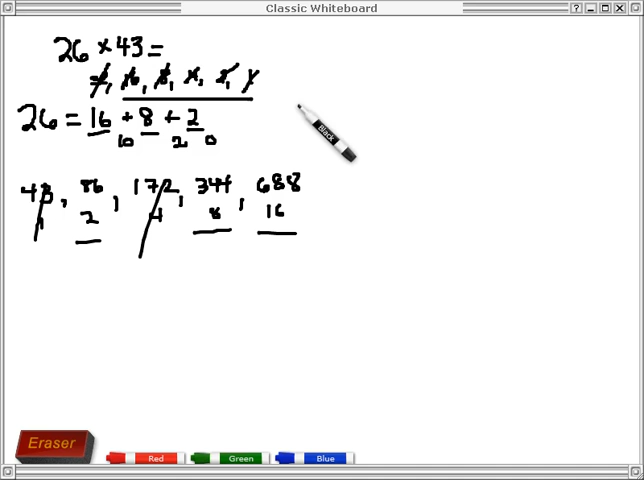 Classic Whiteboard
26 × 43 =
16, 8, 4, 2, 1
26 = 16 + 8 + 2
10 2 0
43, 86, 172, 344, 688
1 2 4 8 16
Black
Eraser
Red Green Blue